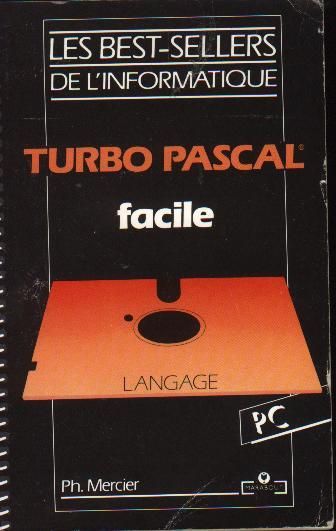 LES BEST-SELLERS
DE L'INFORMATIQUE
TURBO PASCAL®
facile
LANGAGE
PC
Ph. Mercier
MARABOUT